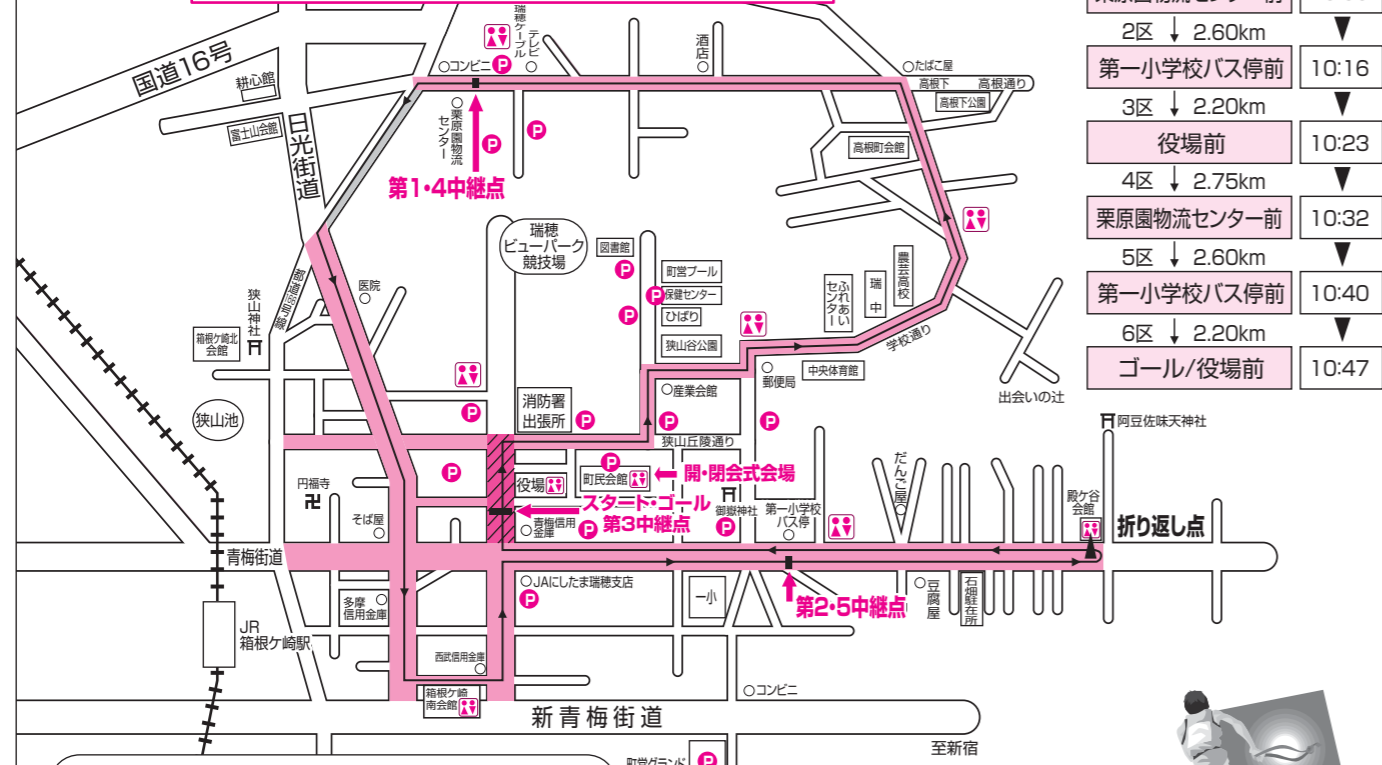 2区 ↓ 2.60km ▼
第一小学校バス停前 10:16
3区 ↓ 2.20km ▼
役場前 10:23
4区 ↓ 2.75km ▼
栗原園物流センター前 10:32
5区 ↓ 2.60km ▼
第一小学校バス停前 10:40
6区 ↓ 2.20km ▼
ゴール/役場前 10:47
国道16号
耕心館
富士山会館
日光街道
コンビニ
P
瑞穂ケーブル
テレビ
酒店
たばこ屋
高根下
高根通り
高根下公園
栗原園物流
センター
P
P
第1・4中継点
高根町会館
瑞穂
ビューパーク
競技場
図書館
P
町営プール
P
保健センター
P
ひばり
狭山谷公園
ふれあい
センター
瑞中
農芸高校
学校通り
医院
狭山神社
箱根ケ崎北
会館
狭山池
P
消防署
出張所
P
産業会館
P
郵便局
P
中央体育館
出会いの辻
阿豆佐味天神社
狭山丘陵通り
円福寺
卍
そば屋
P
役場
P
町民会館
開・閉会式会場
スタート・ゴール
第3中継点
青梅信用
金庫
P
御嶽神社
P
第一小学校
バス停
だんご屋
殿ケ谷
会館
折り返し点
青梅街道
JAにしたま瑞穂支店
P
一小
第2・5中継点
豆腐屋
石畑駐在所
多摩
信用金庫
JR
箱根ケ崎駅
西武信用金庫
箱根ケ崎
南会館
コンビニ
新青梅街道
至新宿
町営グランド
P